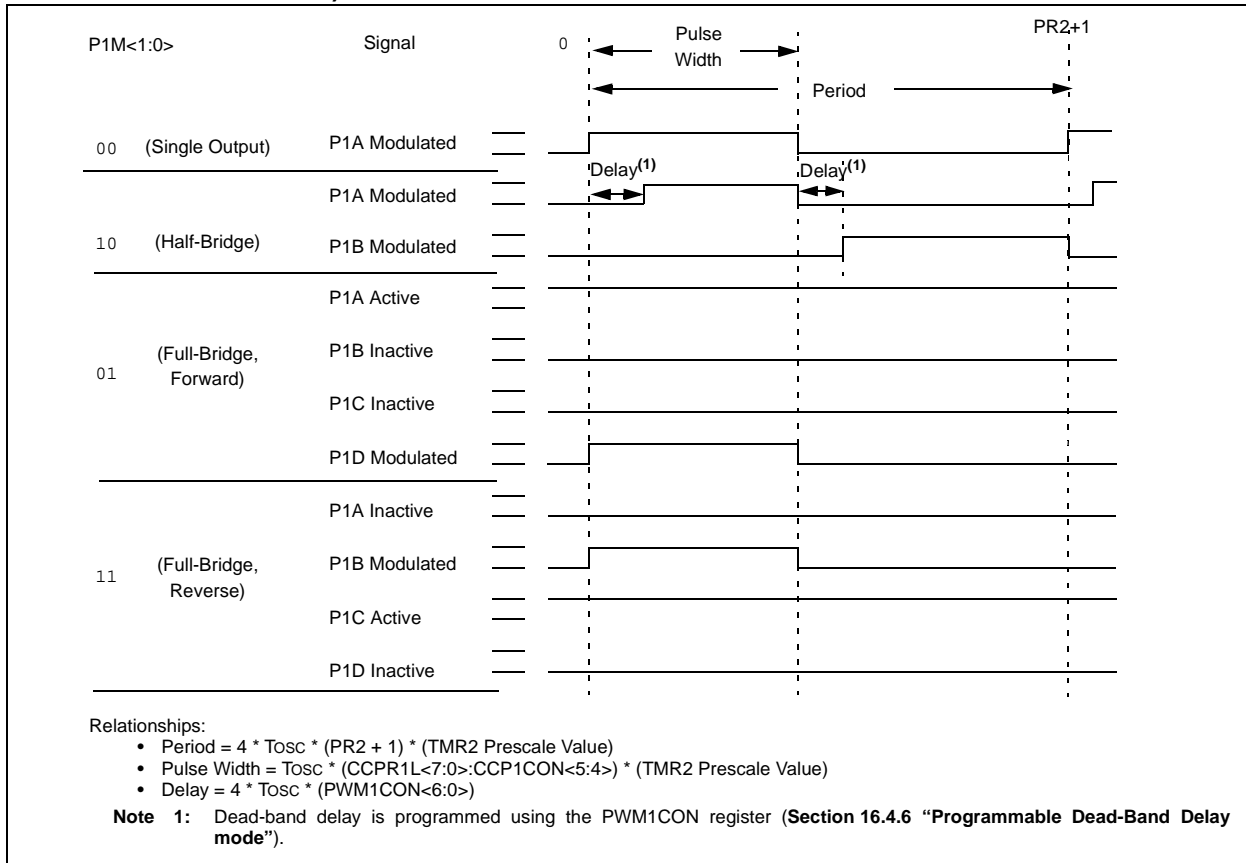 P1M<1:0> Signal 0 Pulse Width PR2+1
Period
00 (Single Output) P1A Modulated
Delay(1) Delay(1)
P1A Modulated
10 (Half-Bridge) P1B Modulated
P1A Active
P1B Inactive
01 (Full-Bridge, Forward)
P1C Inactive
P1D Modulated
P1A Inactive
P1B Modulated
11 (Full-Bridge, Reverse)
P1C Active
P1D Inactive
Relationships:
• Period = 4 * TOSC * (PR2 + 1) * (TMR2 Prescale Value)
• Pulse Width = TOSC * (CCPR1L<7:0>:CCP1CON<5:4>) * (TMR2 Prescale Value)
• Delay = 4 * TOSC * (PWM1CON<6:0>)
Note 1: Dead-band delay is programmed using the PWM1CON register (Section 16.4.6 “Programmable Dead-Band Delay
mode”).